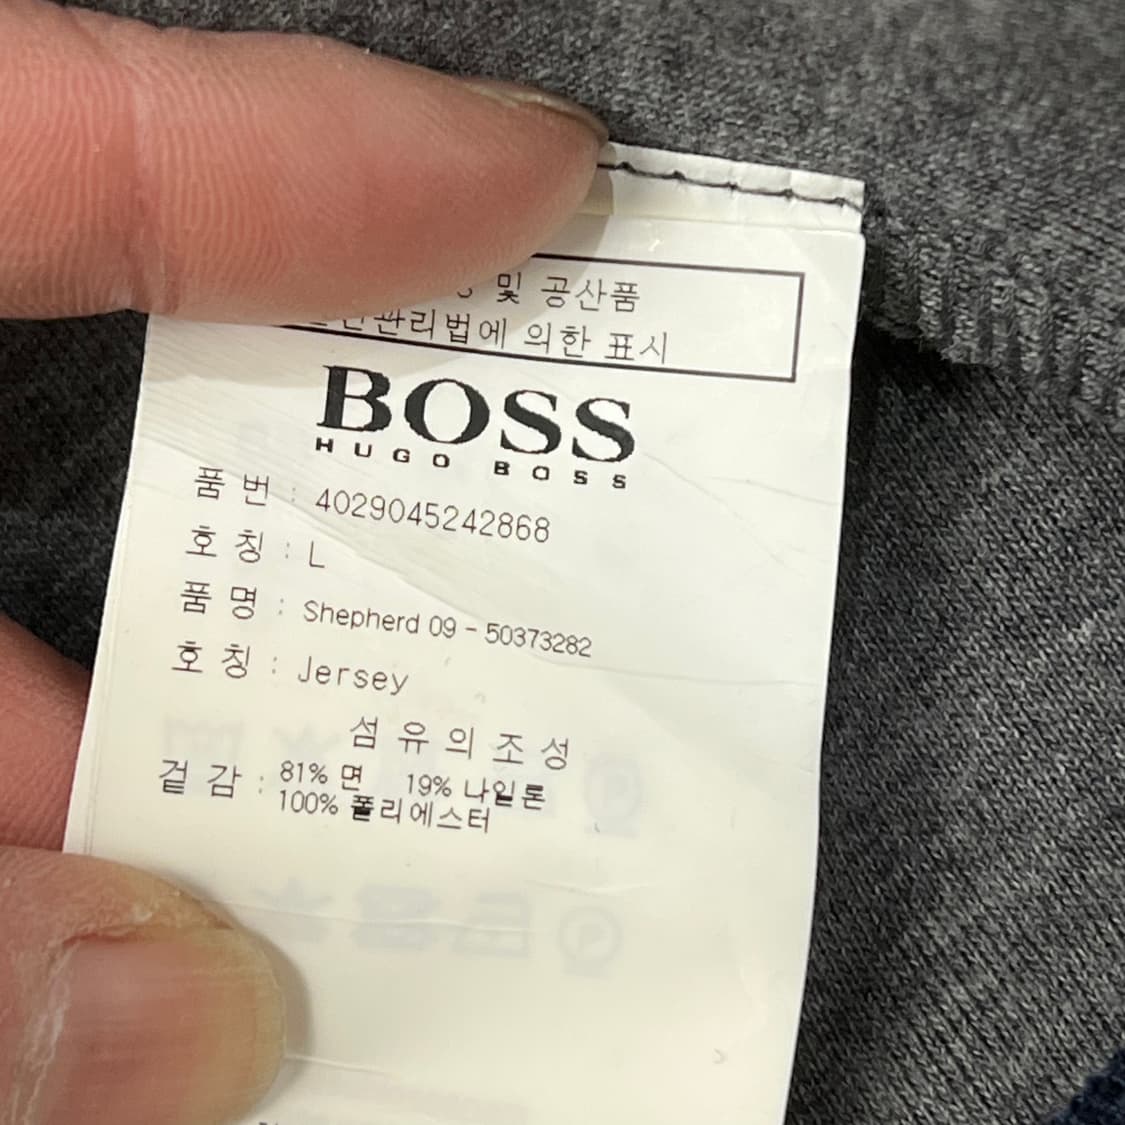 및 공산품
관리법에 의한 표시
BOSS
HUGO BOSS
품 번 : 4029045242868
호 칭 : L
품 명 : Shepherd 09 - 50373282
호 칭 : Jersey
섬 유 의 조 성
겉 감 : 81% 면 19% 나일론
100% 폴리에스터